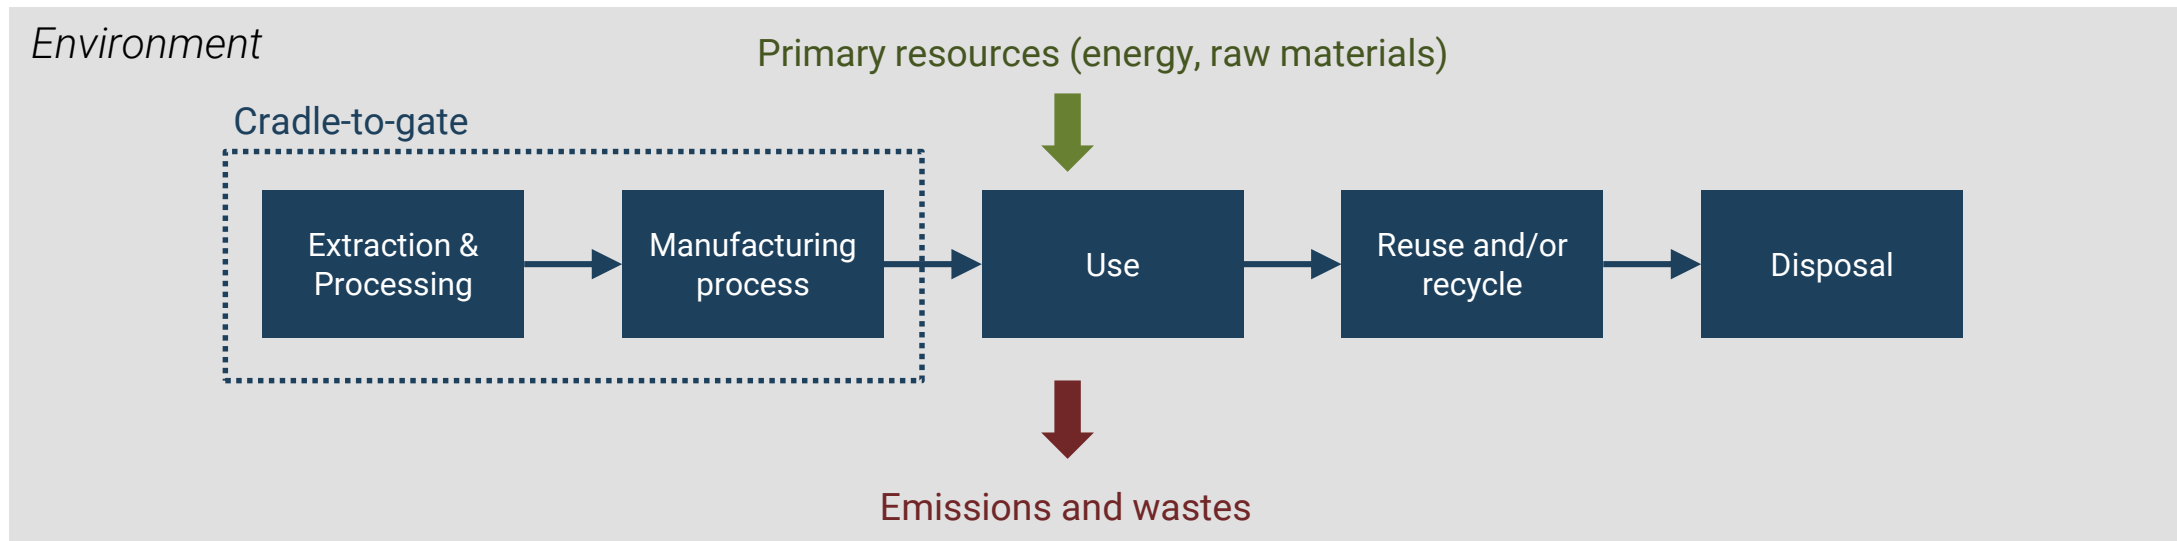 Environment
Primary resources (energy, raw materials)
Cradle-to-gate
Extraction &
Processing
Manufacturing
process
Use
Reuse and/or
recycle
Disposal
Emissions and wastes